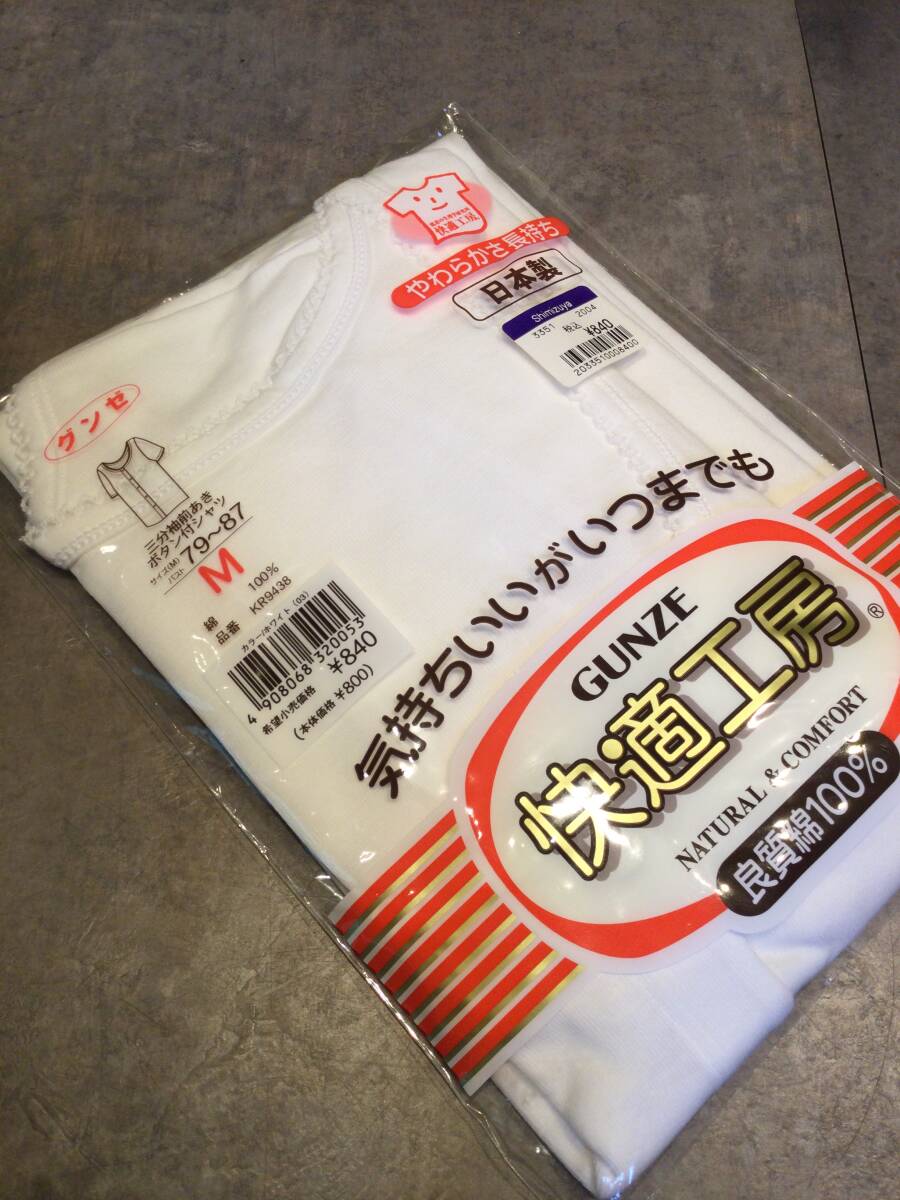 快適工房
やわらかさ長持ち
日本製
Shimizuya
3351 2004
税込 ¥840
2033510008400
グンゼ
三分袖前あき
ボタン付シャツ
サイズ(M)
バスト 79〜87
M
綿 100%
品番 KR9438
カラー/ホワイト (03)
4 908068 320053
希望小売価格 ¥840
(本体価格 ¥800)
気持ちいいがいつまでも
GUNZE
快適工房®
NATURAL & COMFORT
良質綿100%